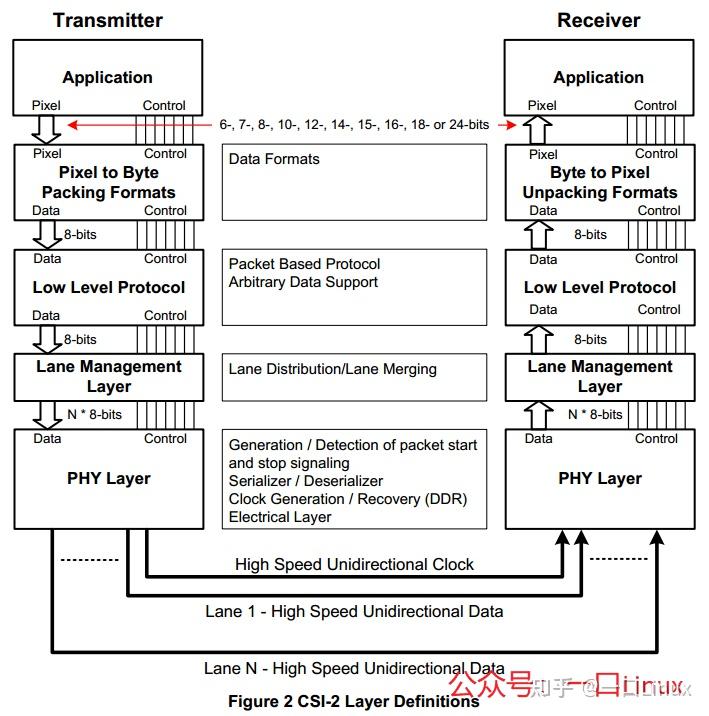 Transmitter
Receiver
Application
Application
Pixel
Control
6-, 7-, 8-, 10-, 12-, 14-, 15-, 16-, 18- or 24-bits
Pixel
Control
Pixel
Control
Pixel
Control
Pixel to Byte
Packing Formats
Data Formats
Byte to Pixel
Unpacking Formats
Data
Control
Data
Control
8-bits
8-bits
Data
Control
Data
Control
Low Level Protocol
Packet Based Protocol
Arbitrary Data Support
Low Level Protocol
Data
Control
Data
Control
8-bits
8-bits
Lane Management
Layer
Lane Distribution/Lane Merging
Lane Management
Layer
N * 8-bits
N * 8-bits
Data
Control
Data
Control
PHY Layer
Generation / Detection of packet start
and stop signaling
Serializer / Deserializer
Clock Generation / Recovery (DDR)
Electrical Layer
PHY Layer
High Speed Unidirectional Clock
Lane 1 - High Speed Unidirectional Data
Lane N - High Speed Unidirectional Data
公众号:一口Linux
知乎 @一口Linux
Figure 2 CSI-2 Layer Definitions